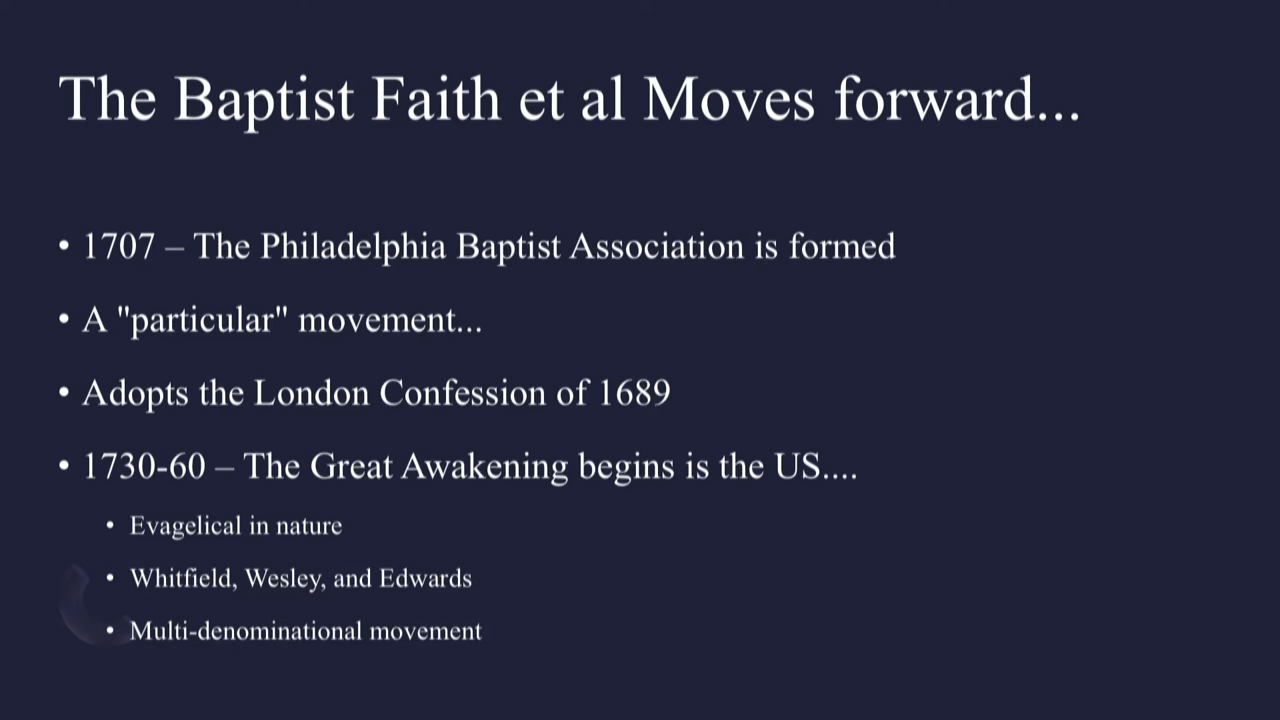 The Baptist Faith et al Moves forward...
• 1707 – The Philadelphia Baptist Association is formed
• A "particular" movement...
• Adopts the London Confession of 1689
• 1730-60 – The Great Awakening begins is the US....
• Evagelical in nature
• Whitfield, Wesley, and Edwards
• Multi-denominational movement